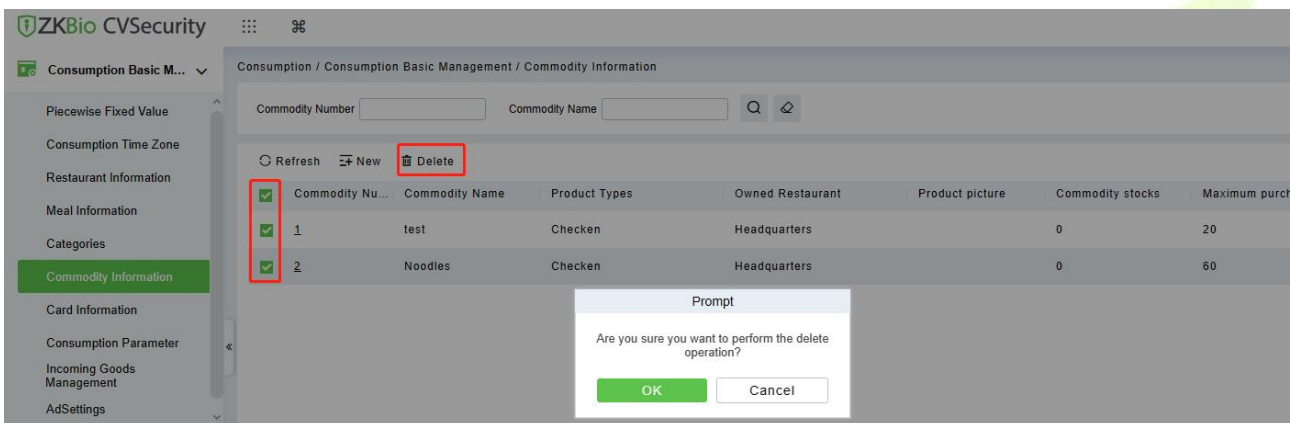 ZKBio CVSecurity
Consumption Basic M...
Consumption / Consumption Basic Management / Commodity Information
Piecewise Fixed Value
Consumption Time Zone
Restaurant Information
Meal Information
Categories
Commodity Information
Card Information
Consumption Parameter
Incoming Goods
Management
AdSettings
Commodity Number
Commodity Name
Refresh New Delete
Commodity Nu... Commodity Name Product Types Owned Restaurant Product picture Commodity stocks Maximum purch
1 test Checken Headquarters 0 20
2 Noodles Checken Headquarters 0 60
Prompt
Are you sure you want to perform the delete
operation?
OK Cancel